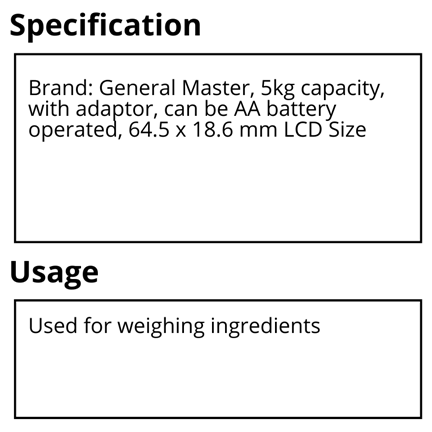 Specification
Brand: General Master, 5kg capacity,
with adaptor, can be AA battery
operated, 64.5 x 18.6 mm LCD Size
Usage
Used for weighing ingredients